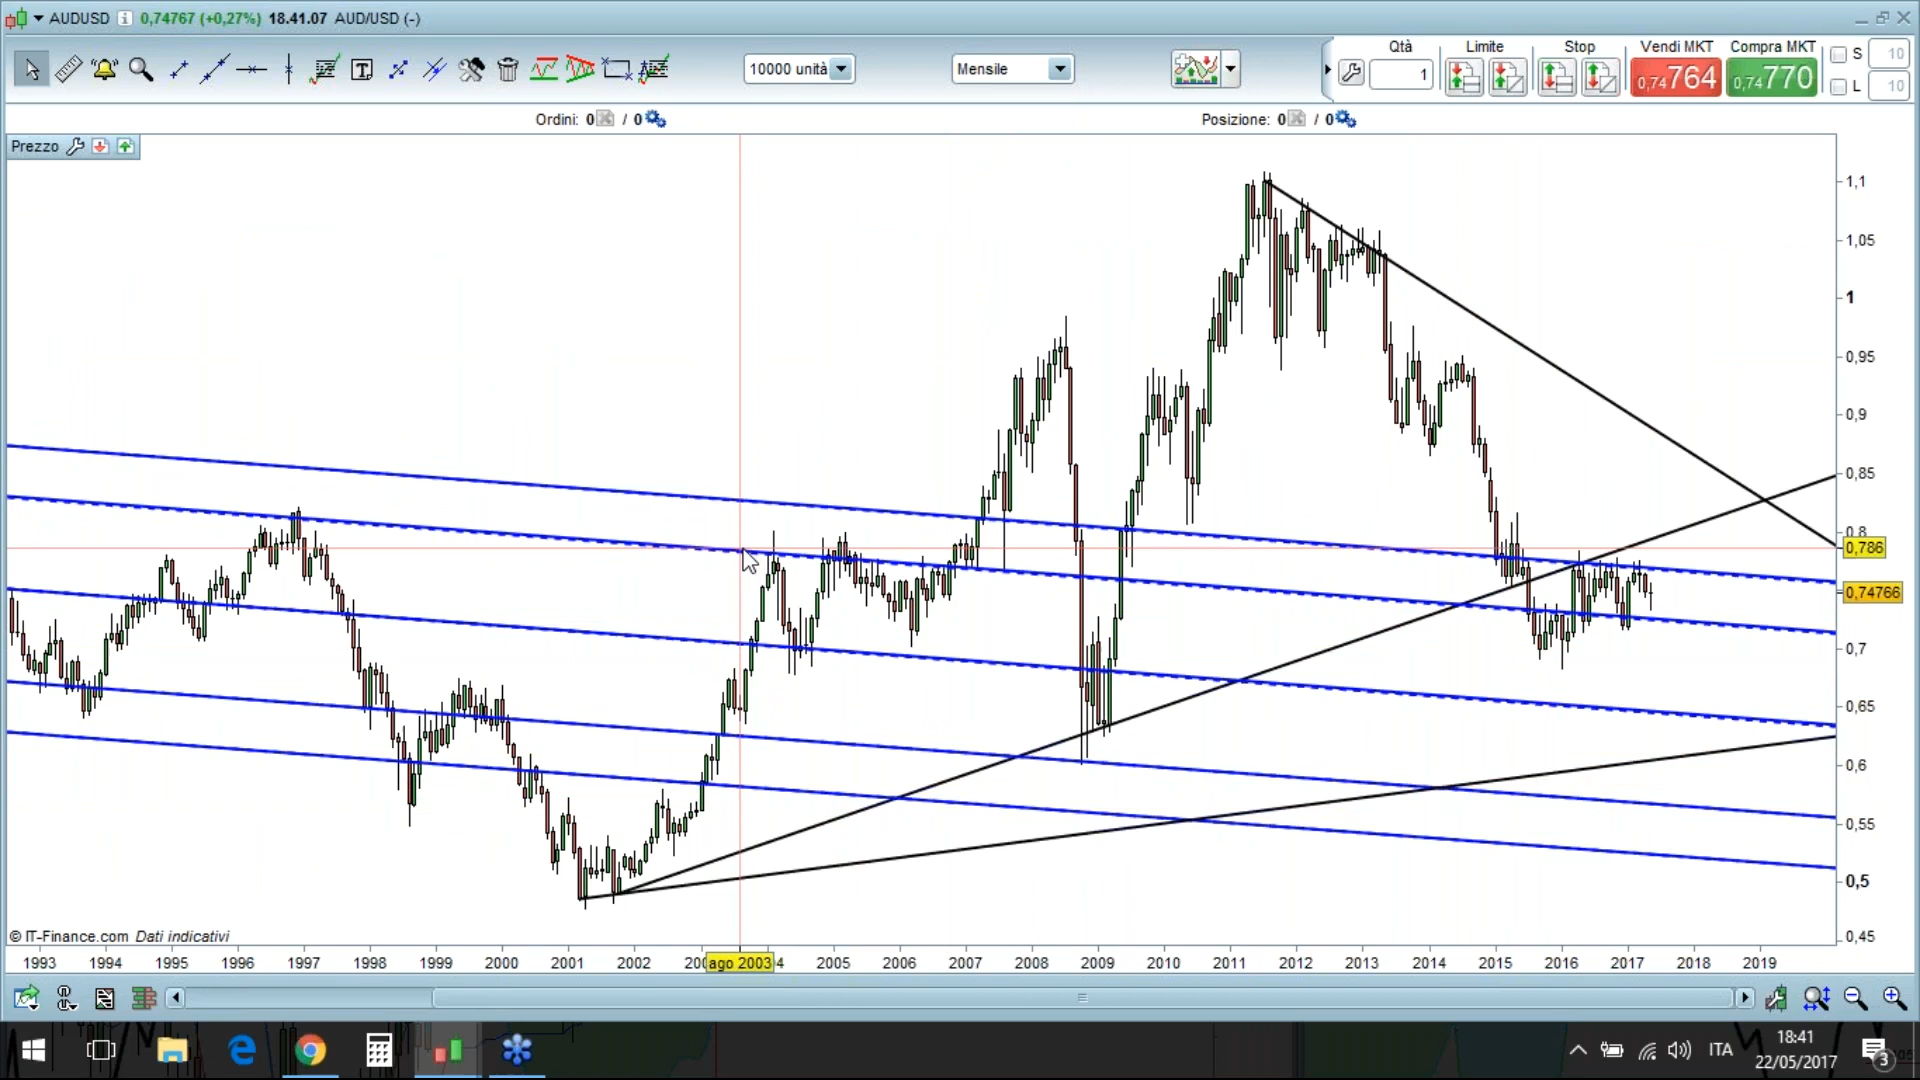 AUDUSD 0,74767 (+0,27%) 18.41.07 AUD/USD (-)
10000 unità
Mensile
Qtà
1
Limite
Stop
Vendi MKT
0,74764
Compra MKT
0,74770
S 10
L 10
Ordini: 0 / 0
Posizione: 0 / 0
Prezzo
1,1
1,05
1
0,95
0,9
0,85
0,8
0,786
0,74766
0,7
0,65
0,6
0,55
0,5
0,45
© IT-Finance.com Dati indicativi
1993 1994 1995 1996 1997 1998 1999 2000 2001 2002 ago 2003 2005 2006 2007 2008 2009 2010 2011 2012 2013 2014 2015 2016 2017 2018 2019
ITA
18:41
22/05/2017
3